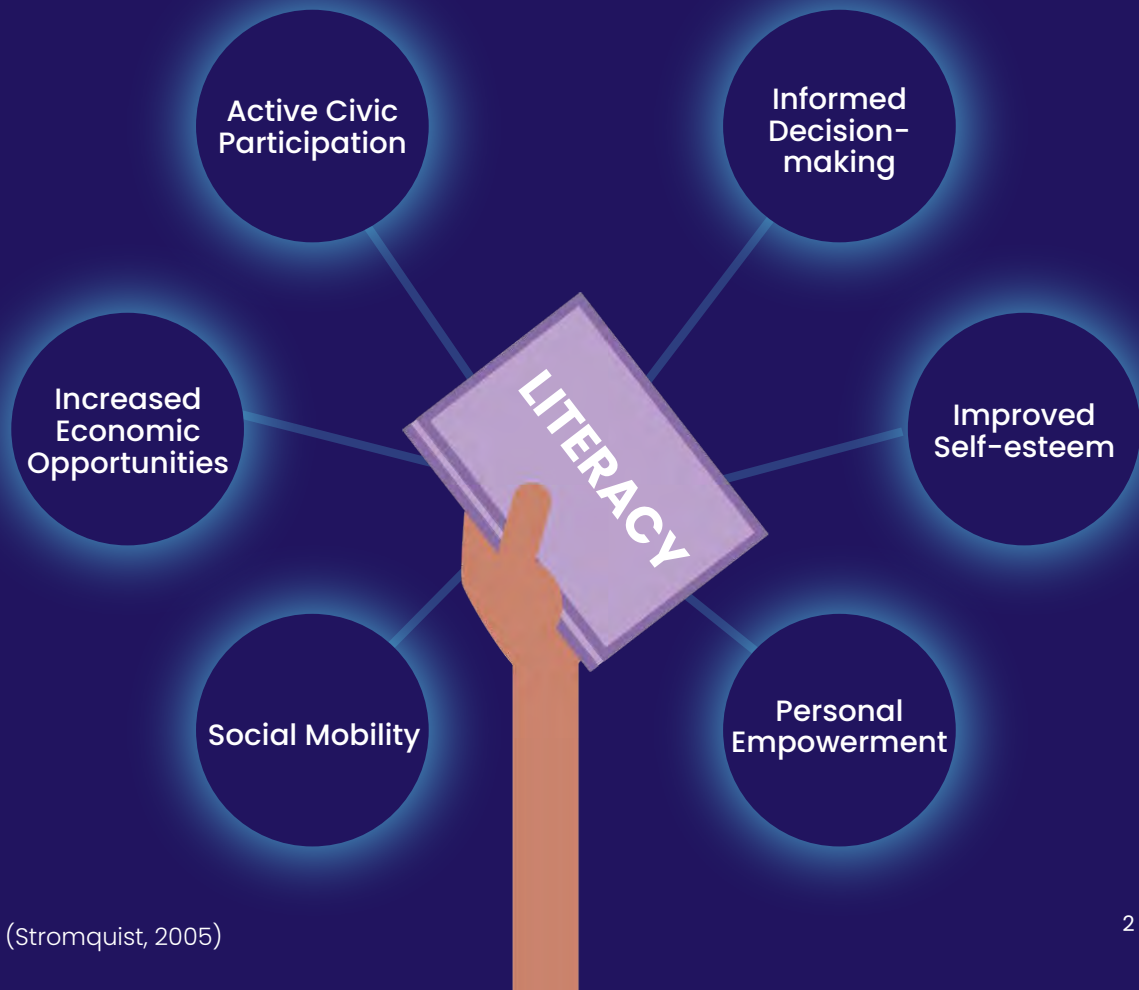 Active Civic
Participation
Informed
Decision-
making
Increased
Economic
Opportunities
LITERACY
Improved
Self-esteem
Social Mobility
Personal
Empowerment
(Stromquist, 2005)
2